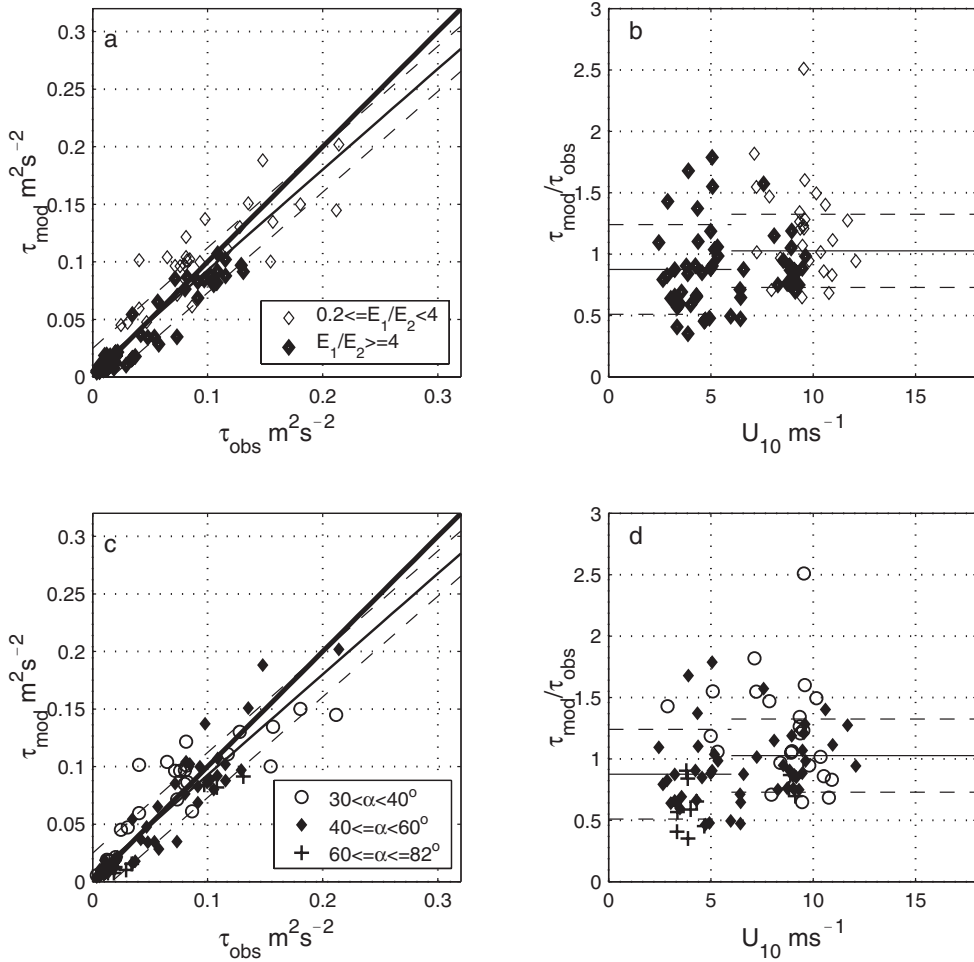 a
0.3
0.25
0.2
0.15
0.1
0.05
0
τmod m²s⁻²
0 0.1 0.2 0.3
τobs m²s⁻²
0.2<=E₁/E₂<4
E₁/E₂>=4
b
3
2.5
2
1.5
1
0.5
0
τmod/τobs
0 5 10 15
U₁₀ ms⁻¹
c
0.3
0.25
0.2
0.15
0.1
0.05
0
τmod m²s⁻²
0 0.1 0.2 0.3
τobs m²s⁻²
30<α<40°
40<=α<60°
60<=α<=82°
d
3
2.5
2
1.5
1
0.5
0
τmod/τobs
0 5 10 15
U₁₀ ms⁻¹